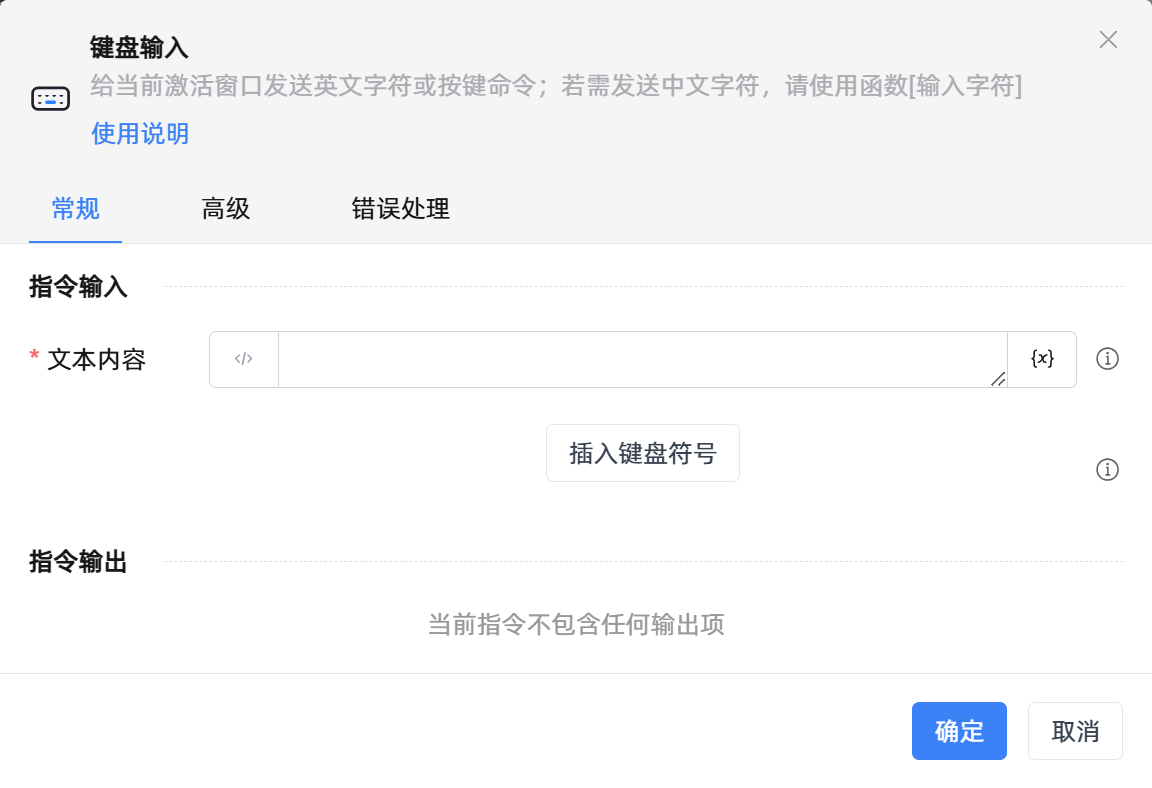 键盘输入
给当前激活窗口发送英文字符或按键命令；若需发送中文字符，请使用函数[输入字符]
使用说明
常规 高级 错误处理
指令输入
* 文本内容 </> {x}
插入键盘符号
指令输出
当前指令不包含任何输出项
确定 取消